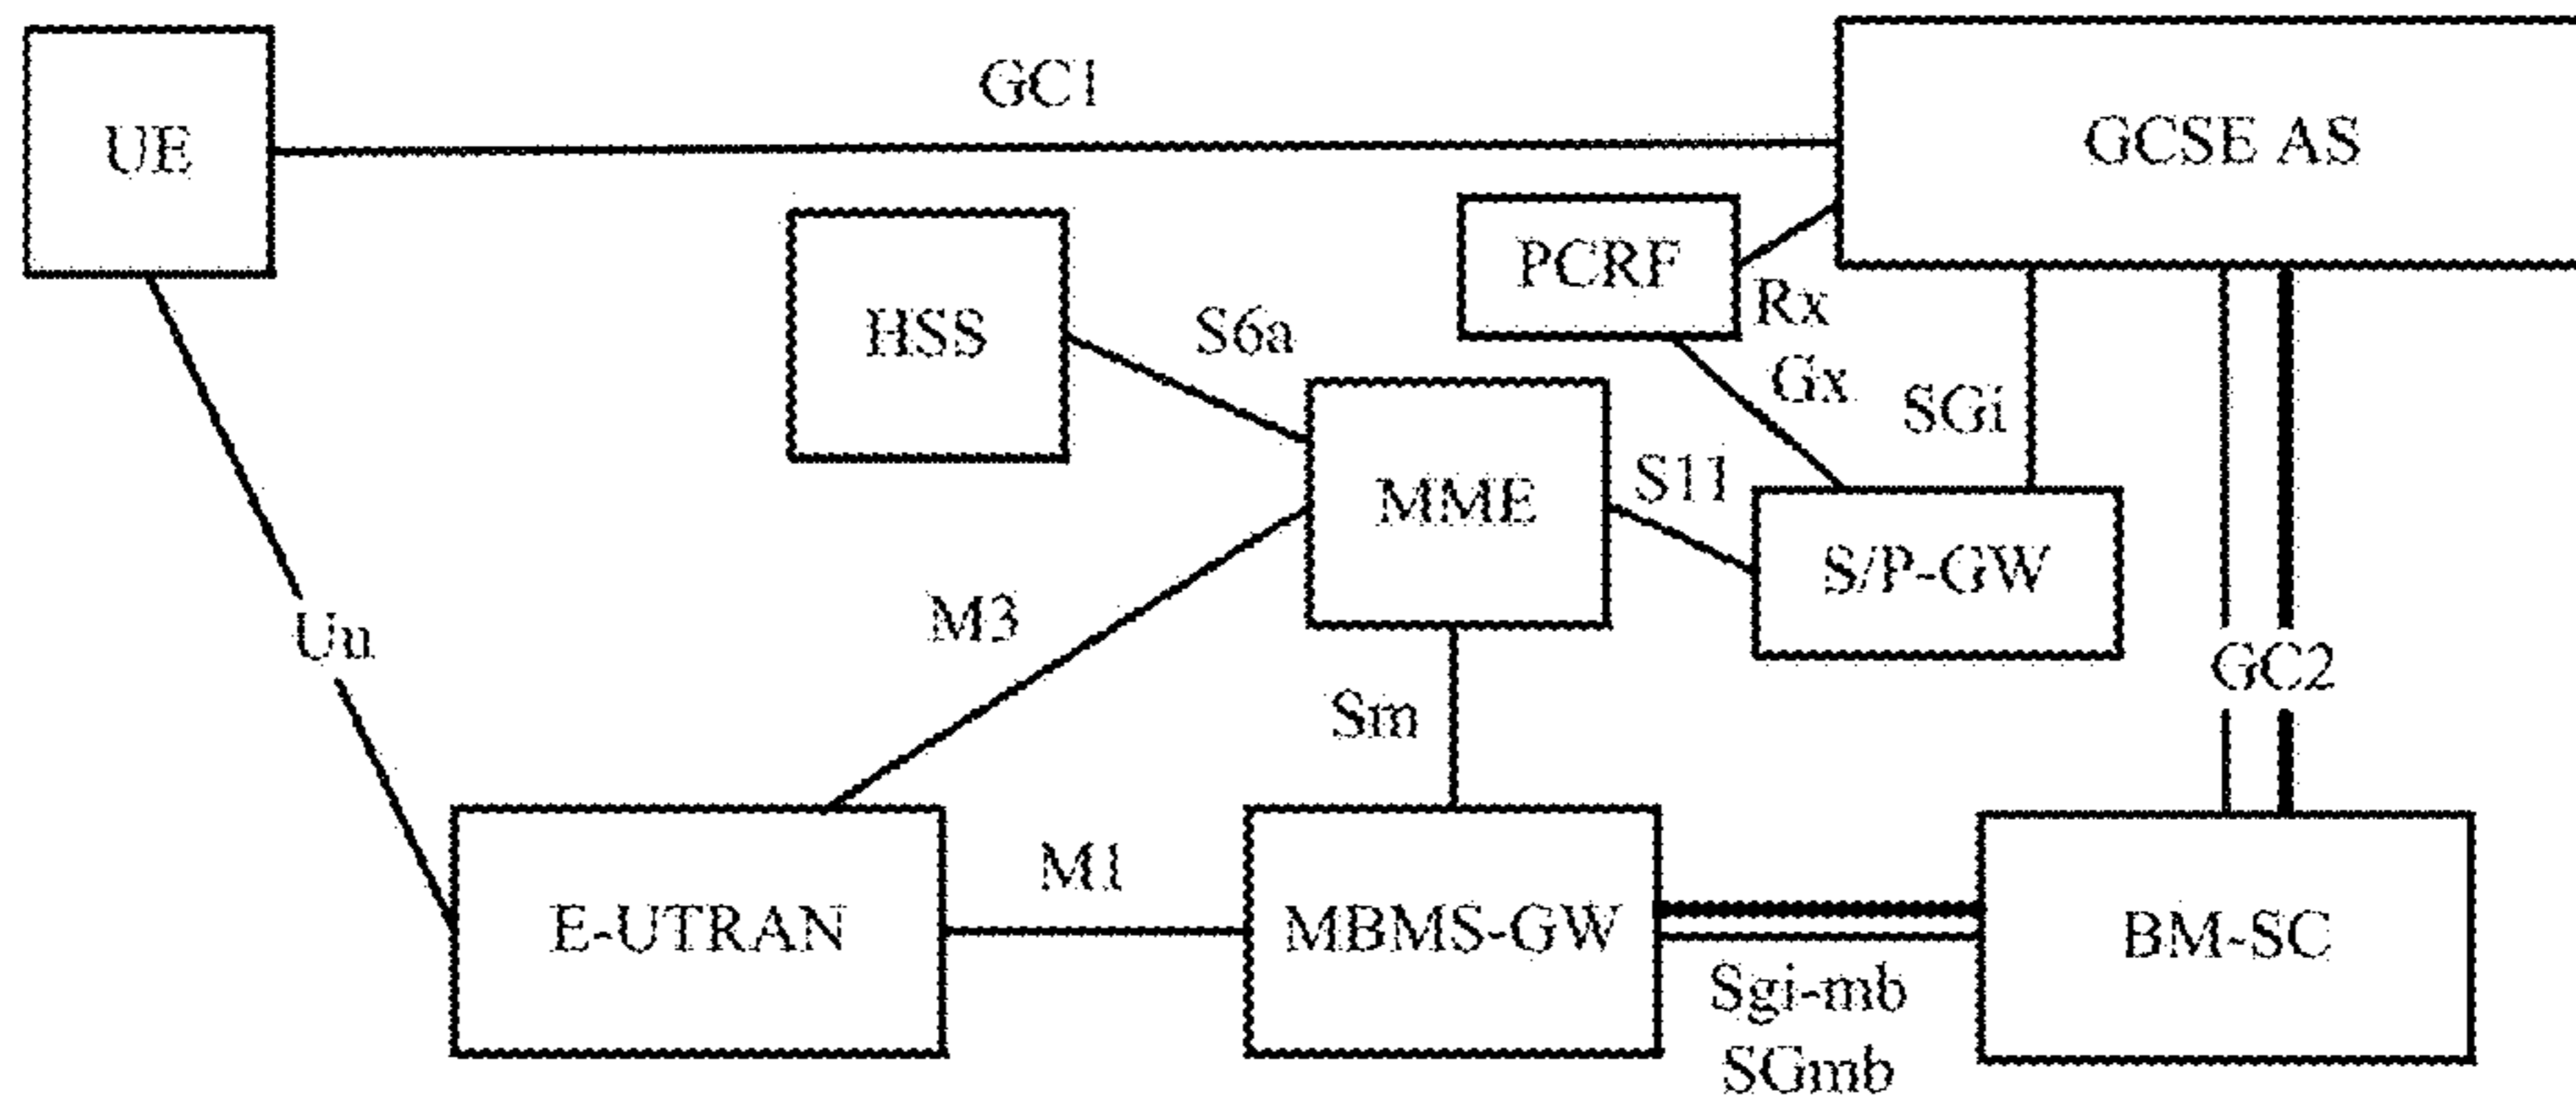 GC1
UE
GCSE AS
PCRF
Rx
HSS
S6a
Gx
SGi
S11
MME
S/P-GW
M3
Uu
GC2
Sm
M1
E-UTRAN
MBMS-GW
BM-SC
Sgi-mb
SGmb